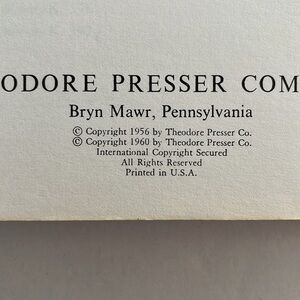 ODORE PRESSER COM
Bryn Mawr, Pennsylvania
© Copyright 1956 by Theodore Presser Co.
© Copyright 1960 by Theodore Presser Co.
International Copyright Secured
All Rights Reserved
Printed in U.S.A.